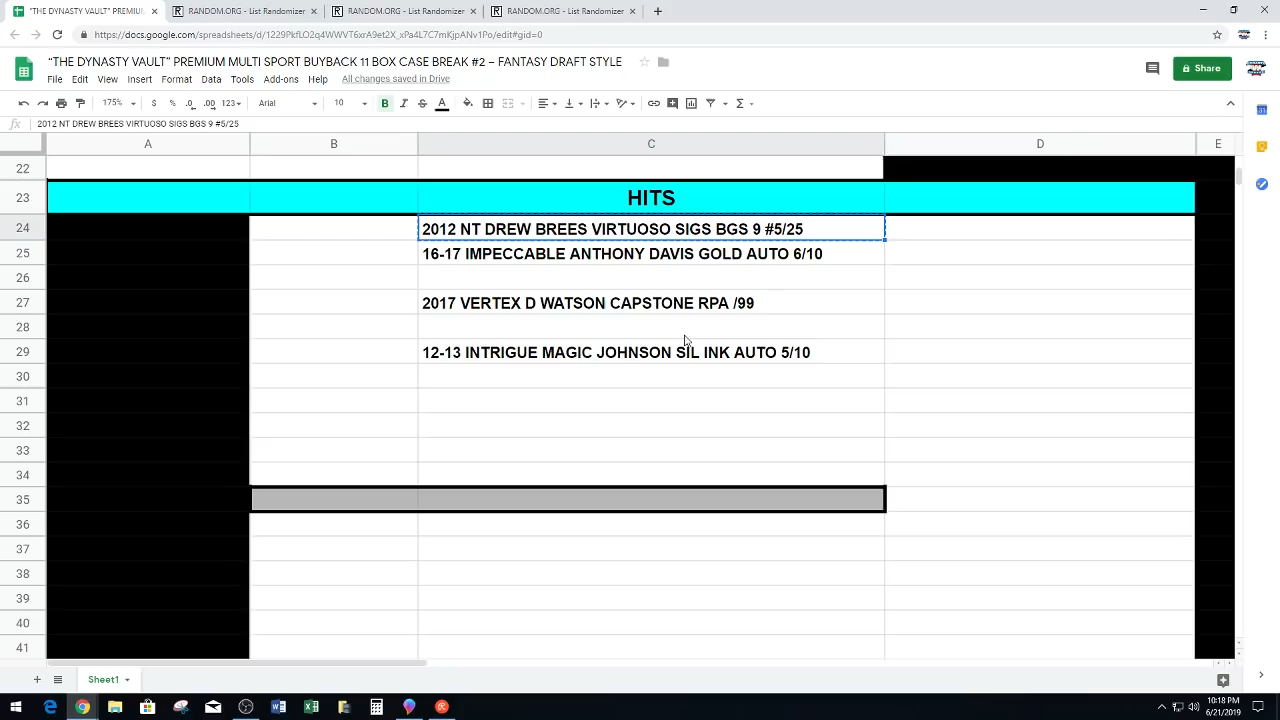 "THE DYNASTY VAULT" PREMIU
RANDOM.ORG - List Randomizer
RANDOM.ORG - List Randomizer
RANDOM.ORG - List Randomizer
https://docs.google.com/spreadsheets/d/1229PkfLO2q4WWVT6xrA9et2X_xPa4L7C7mKjpANv1Po/edit#gid=0
“THE DYNASTY VAULT” PREMIUM MULTI SPORT BUYBACK 11 BOX CASE BREAK #2 – FANTASY DRAFT STYLE
File Edit View Insert Format Data Tools Add-ons Help All changes saved in Drive
Share
175% $ % .0 .00 123 Arial 10 B I S A
fx 2012 NT DREW BREES VIRTUOSO SIGS BGS 9 #5/25
A B C D E
22
23 HITS
24 2012 NT DREW BREES VIRTUOSO SIGS BGS 9 #5/25
25 16-17 IMPECCABLE ANTHONY DAVIS GOLD AUTO 6/10
26
27 2017 VERTEX D WATSON CAPSTONE RPA /99
28
29 12-13 INTRIGUE MAGIC JOHNSON SIL INK AUTO 5/10
30
31
32
33
34
35
36
37
38
39
40
41
Sheet1
10:18 PM
6/21/2019